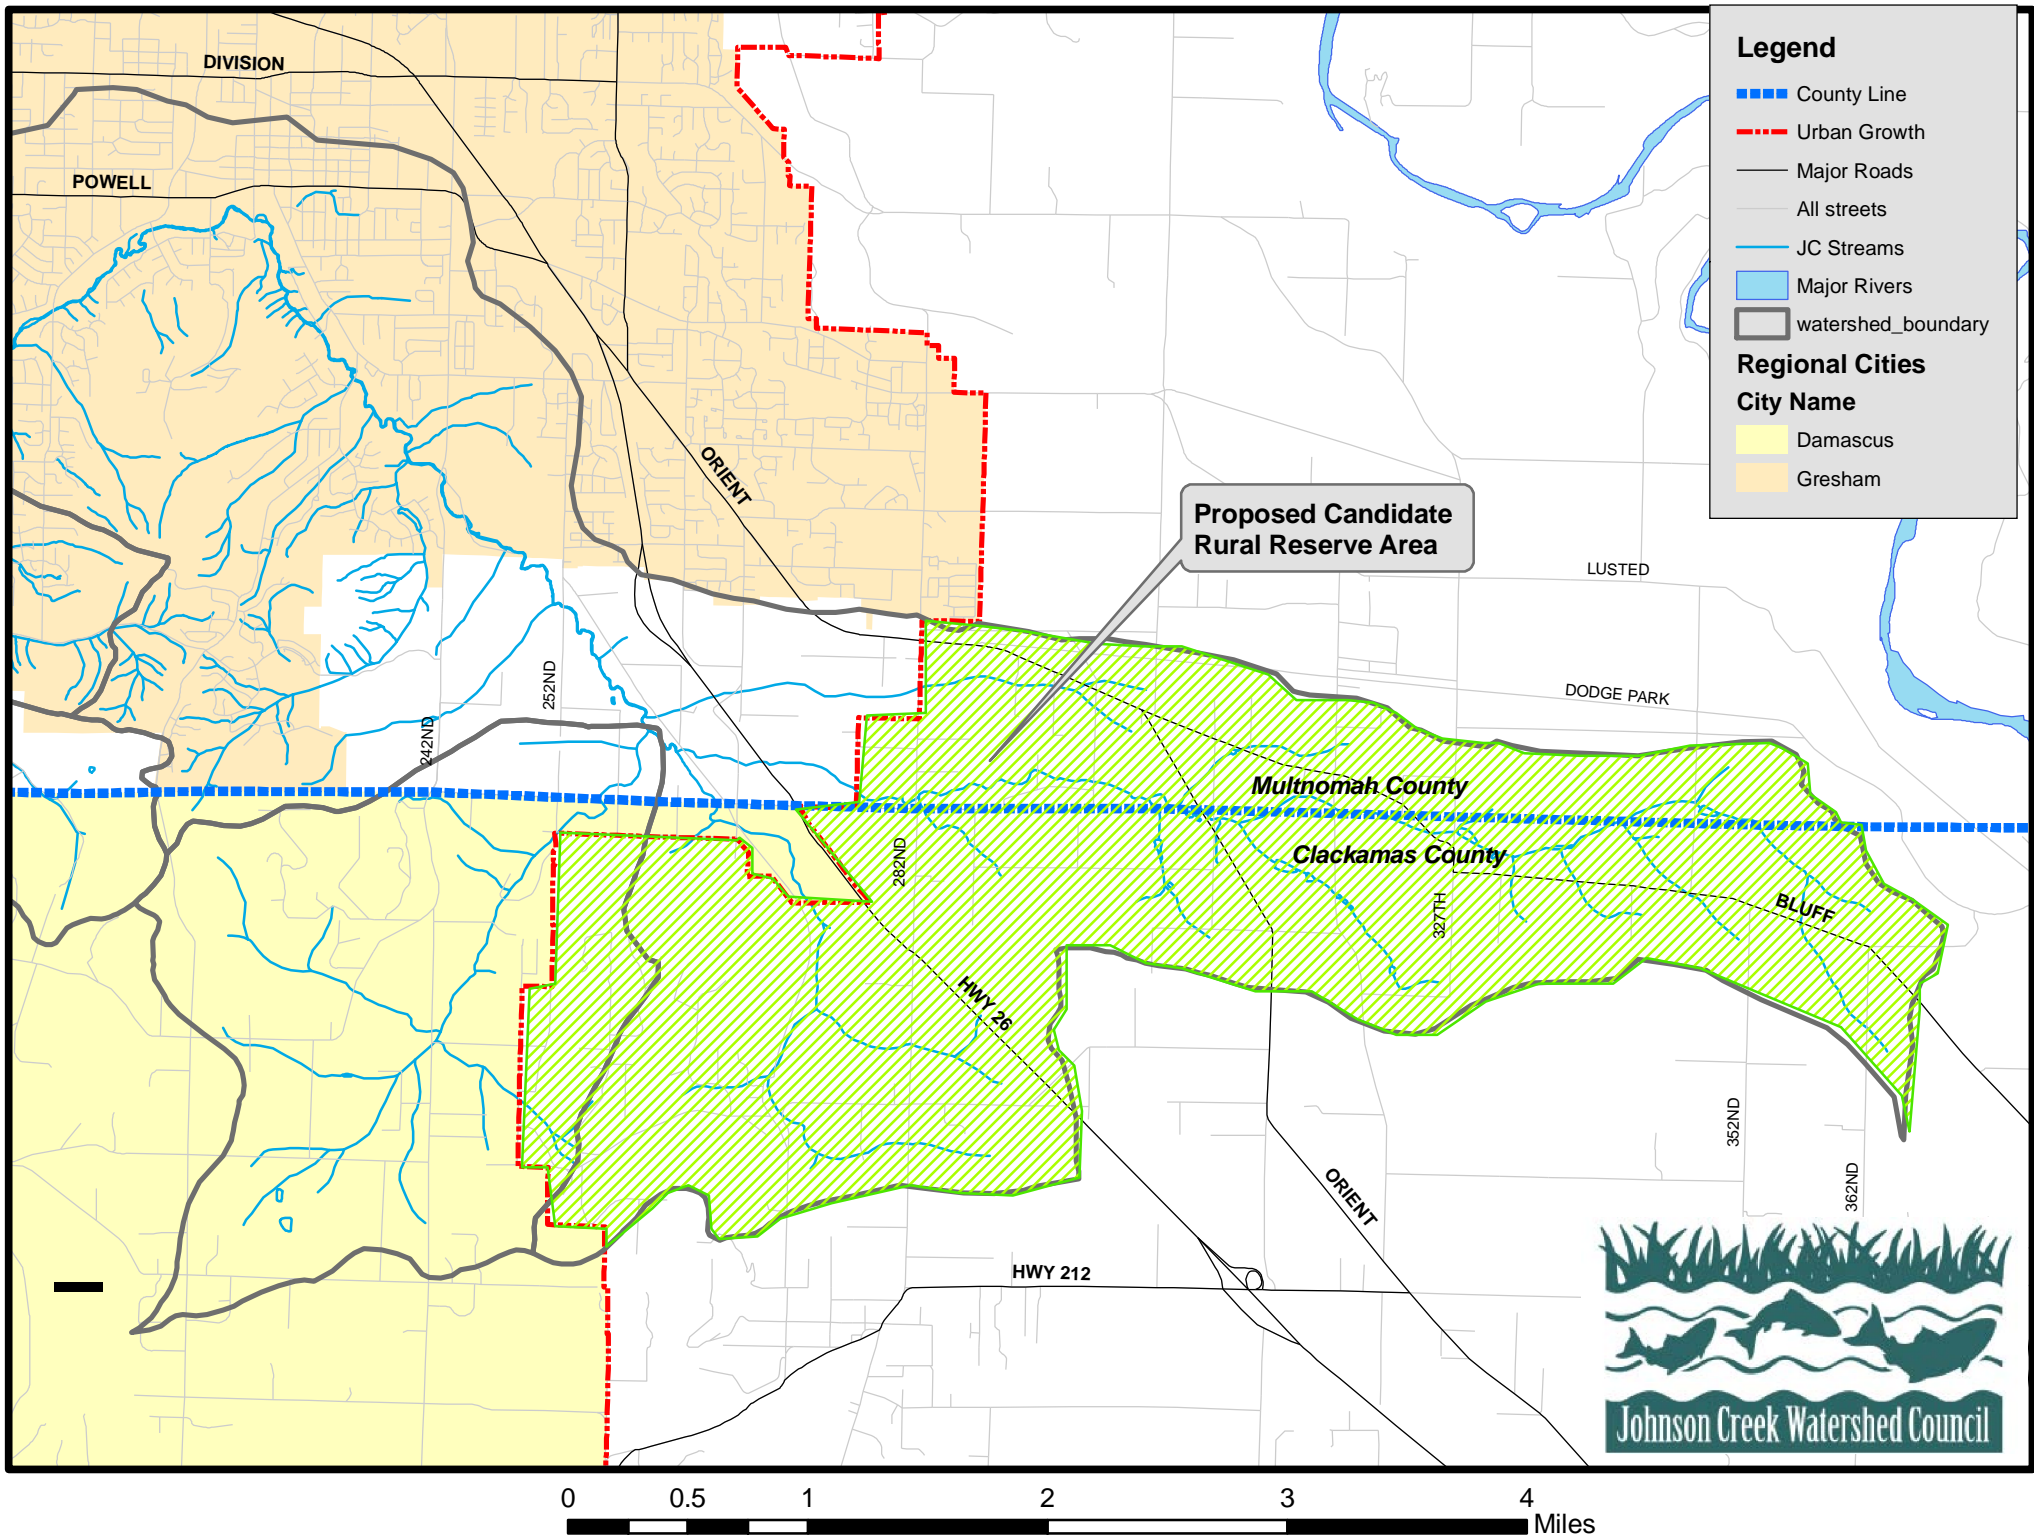 DIVISION
POWELL
ORIENT
Legend
County Line
Urban Growth
Major Roads
All streets
JC Streams
Major Rivers
watershed_boundary
Regional Cities
City Name
Damascus
Gresham
Proposed Candidate
Rural Reserve Area
LUSTED
DODGE PARK
252ND
242ND
Multnomah County
Clackamas County
282ND
327TH
BLUFF
HWY 26
352ND
362ND
ORIENT
HWY 212
Johnson Creek Watershed Council
0 0.5 1 2 3 4
Miles